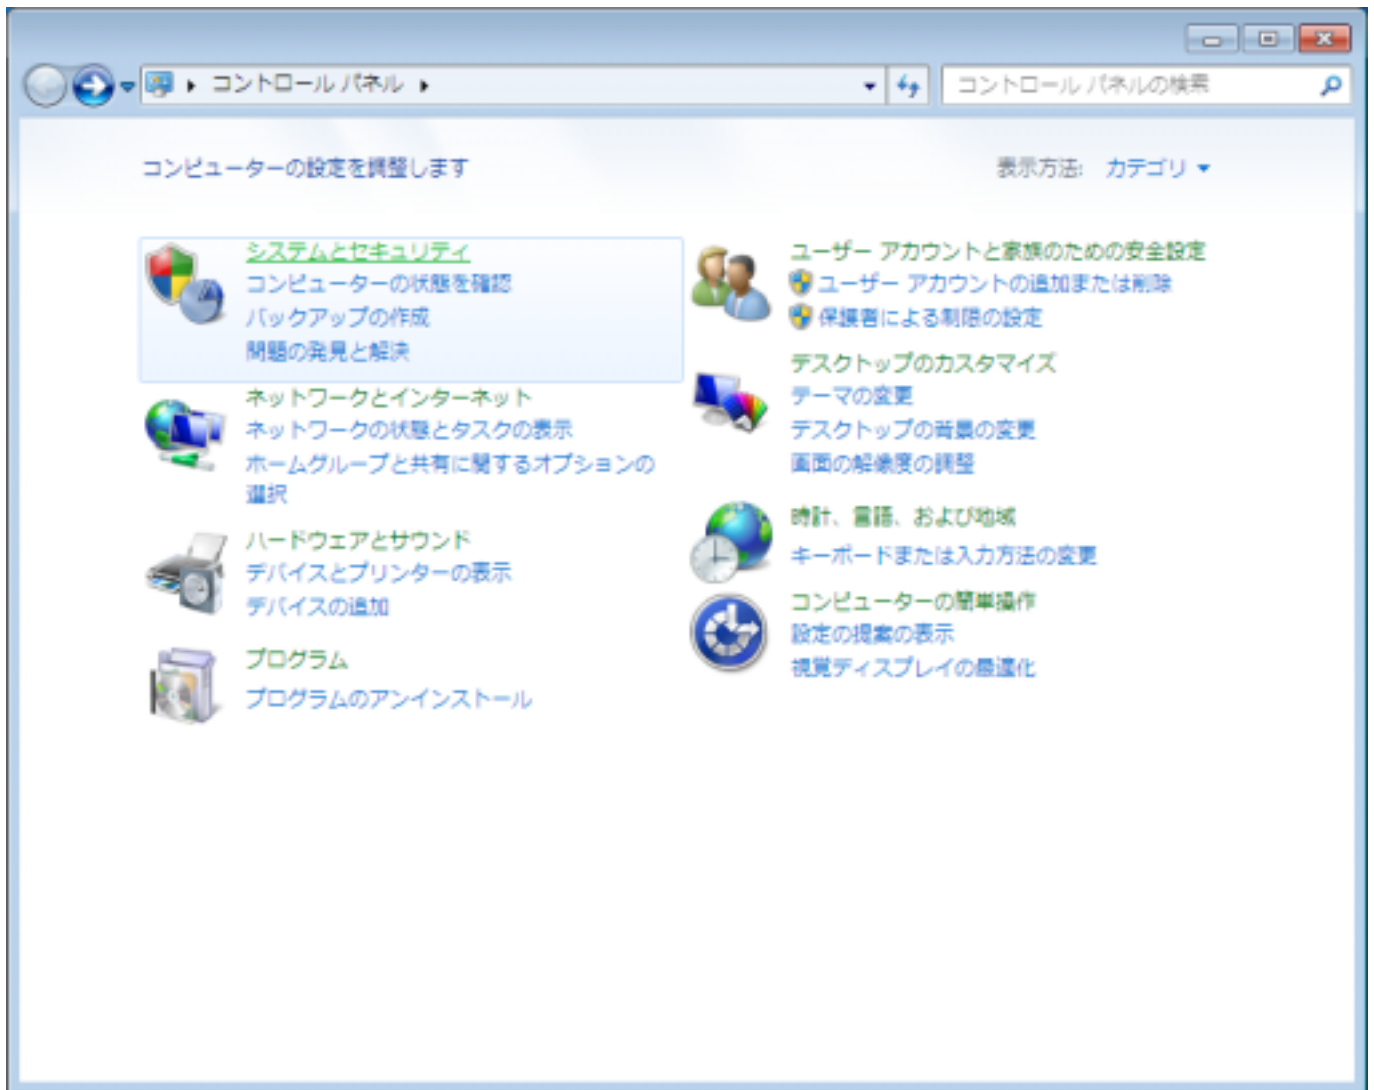 コントロール パネル
コントロール パネルの検索
コンピューターの設定を調整します
表示方法: カテゴリ
システムとセキュリティ
コンピューターの状態を確認
バックアップの作成
問題の発見と解決
ネットワークとインターネット
ネットワークの状態とタスクの表示
ホームグループと共有に関するオプションの
選択
ハードウェアとサウンド
デバイスとプリンターの表示
デバイスの追加
プログラム
プログラムのアンインストール
ユーザー アカウントと家族のための安全設定
ユーザー アカウントの追加または削除
保護者による制限の設定
デスクトップのカスタマイズ
テーマの変更
デスクトップの背景の変更
画面の解像度の調整
時計、言語、および地域
キーボードまたは入力方法の変更
コンピューターの簡単操作
設定の提案の表示
視覚ディスプレイの最適化